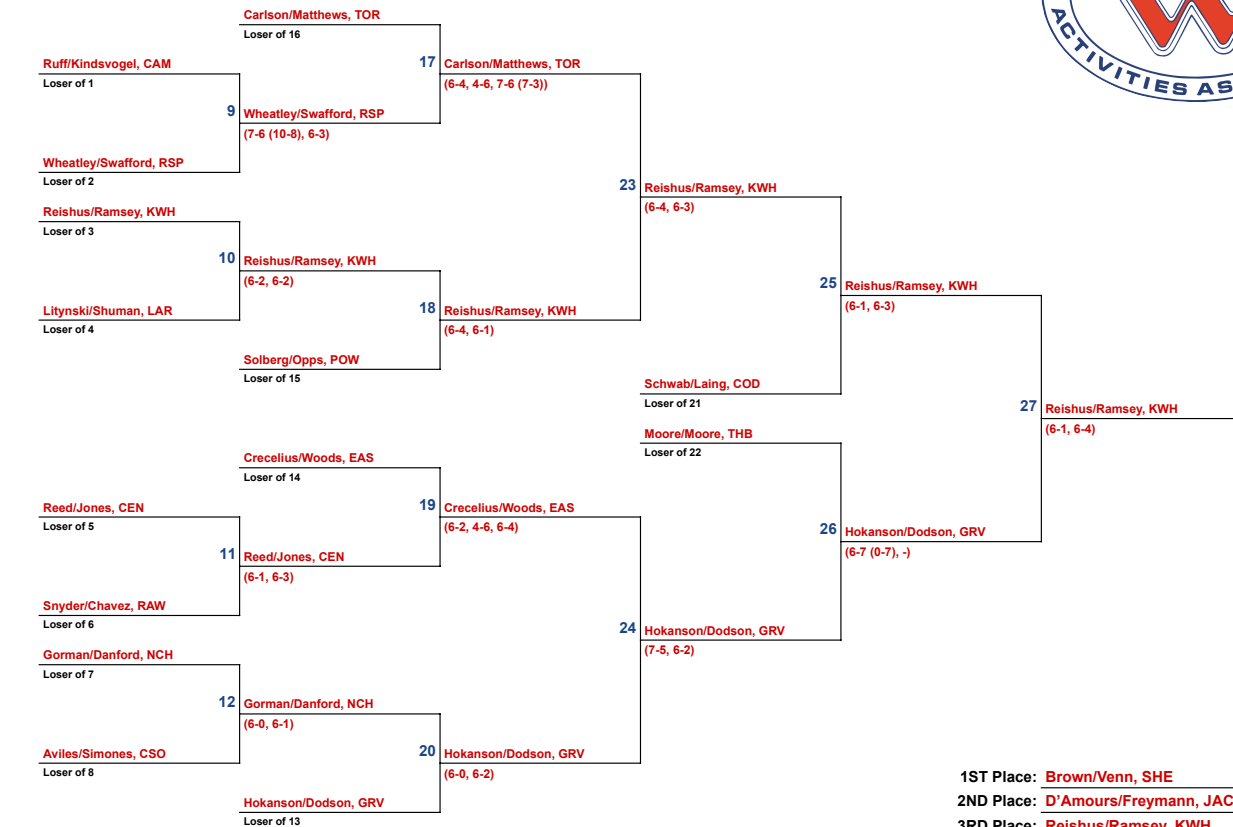 Carlson/Matthews, TOR
Loser of 16
Ruff/Kindsvogel, CAM
Loser of 1
17 Carlson/Matthews, TOR
(6-4, 4-6, 7-6 (7-3))
9 Wheatley/Swafford, RSP
(7-6 (10-8), 6-3)
Wheatley/Swafford, RSP
Loser of 2
23 Reishus/Ramsey, KWH
(6-4, 6-3)
Reishus/Ramsey, KWH
Loser of 3
10 Reishus/Ramsey, KWH
(6-2, 6-2)
25 Reishus/Ramsey, KWH
(6-1, 6-3)
Litynski/Shuman, LAR
Loser of 4
18 Reishus/Ramsey, KWH
(6-4, 6-1)
Solberg/Opps, POW
Loser of 15
Schwab/Laing, COD
Loser of 21
27 Reishus/Ramsey, KWH
(6-1, 6-4)
Moore/Moore, THB
Loser of 22
Crecelius/Woods, EAS
Loser of 14
Reed/Jones, CEN
Loser of 5
19 Crecelius/Woods, EAS
(6-2, 4-6, 6-4)
26 Hokanson/Dodson, GRV
(6-7 (0-7), -)
11 Reed/Jones, CEN
(6-1, 6-3)
Snyder/Chavez, RAW
Loser of 6
24 Hokanson/Dodson, GRV
(7-5, 6-2)
Gorman/Danford, NCH
Loser of 7
12 Gorman/Danford, NCH
(6-0, 6-1)
Aviles/Simones, CSO
Loser of 8
20 Hokanson/Dodson, GRV
(6-0, 6-2)
Hokanson/Dodson, GRV
Loser of 13
1ST Place: Brown/Venn, SHE
2ND Place: D'Amours/Freymann, JAC
3RD Place: Reishus/Ramsey, KWH
ACTIVITIES AS